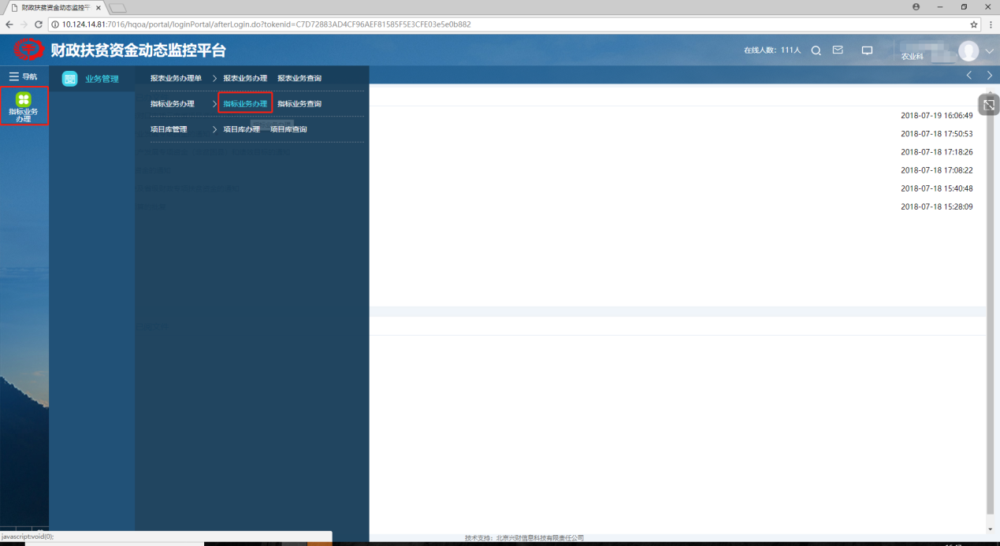 财政扶贫资金动态监控平
10.124.14.81:7016/hqoa/portal/loginPortal/afterLogin.do?tokenid=C7D72883AD4CF96AEF81585F5E3CFE03e5e0b882
财政扶贫资金动态监控平台
在线人数：111人
农业科
导航
业务管理
指标业务
办理
报表业务办理单 报表业务办理 报表业务查询
指标业务办理 指标业务办理 指标业务查询
项目库管理 项目库办理 项目库查询
2018-07-19 16:06:49
2018-07-18 17:50:53
2018-07-18 17:18:26
2018-07-18 17:08:22
2018-07-18 15:40:48
2018-07-18 15:28:09
javascript:void(0);
技术支持：北京兴财信息科技有限责任公司